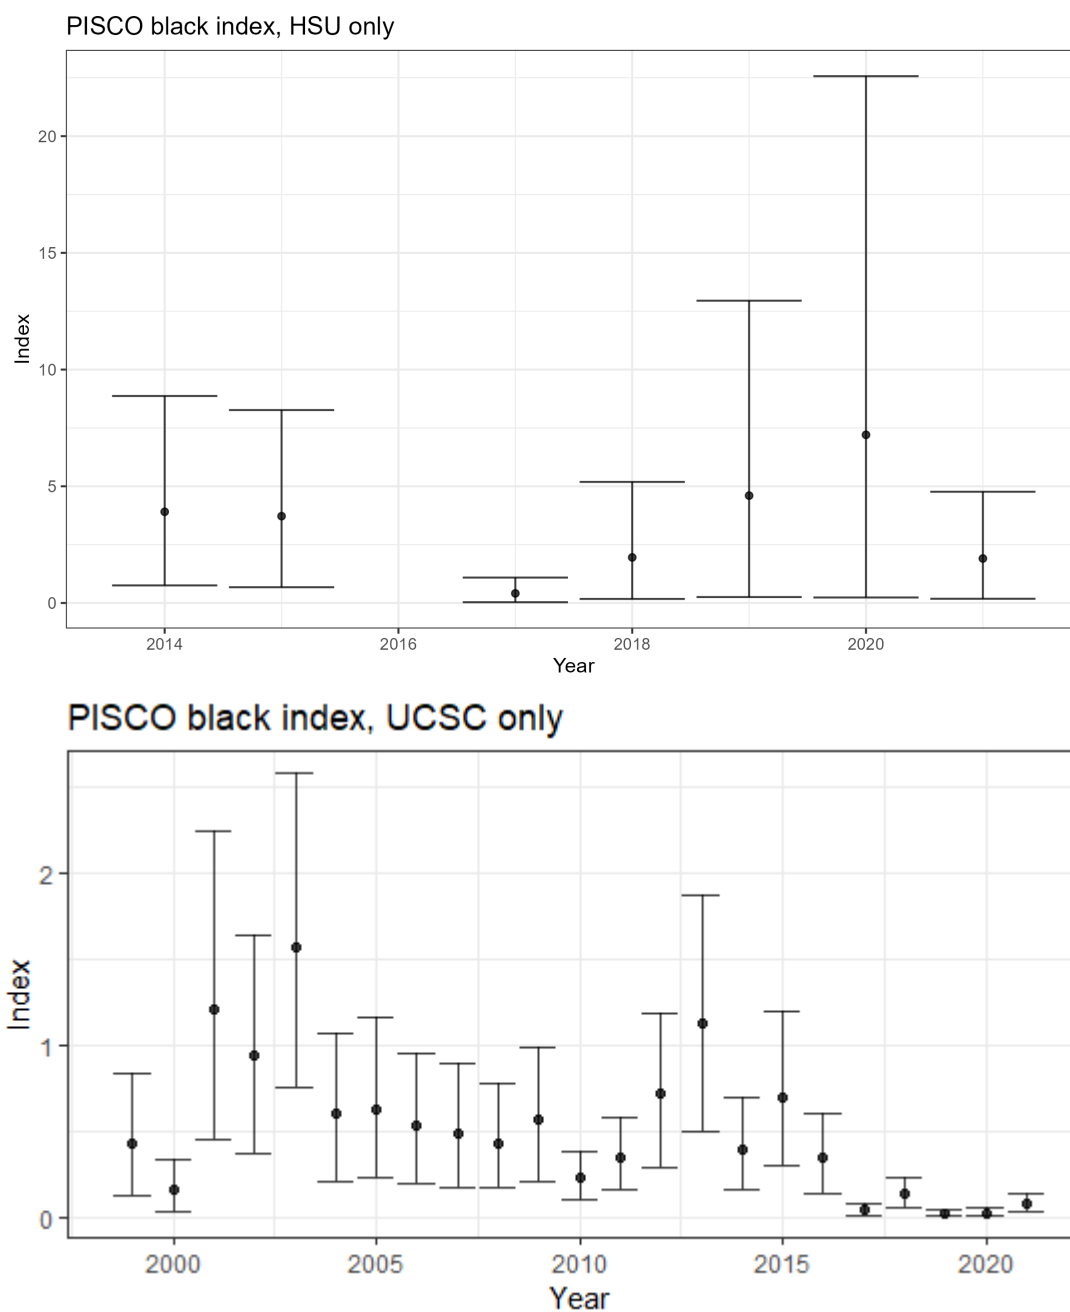 PISCO black index, HSU only
20
15
10
5
0
Index
2014 2016 2018 2020
Year
PISCO black index, UCSC only
2
1
0
Index
2000 2005 2010 2015 2020
Year